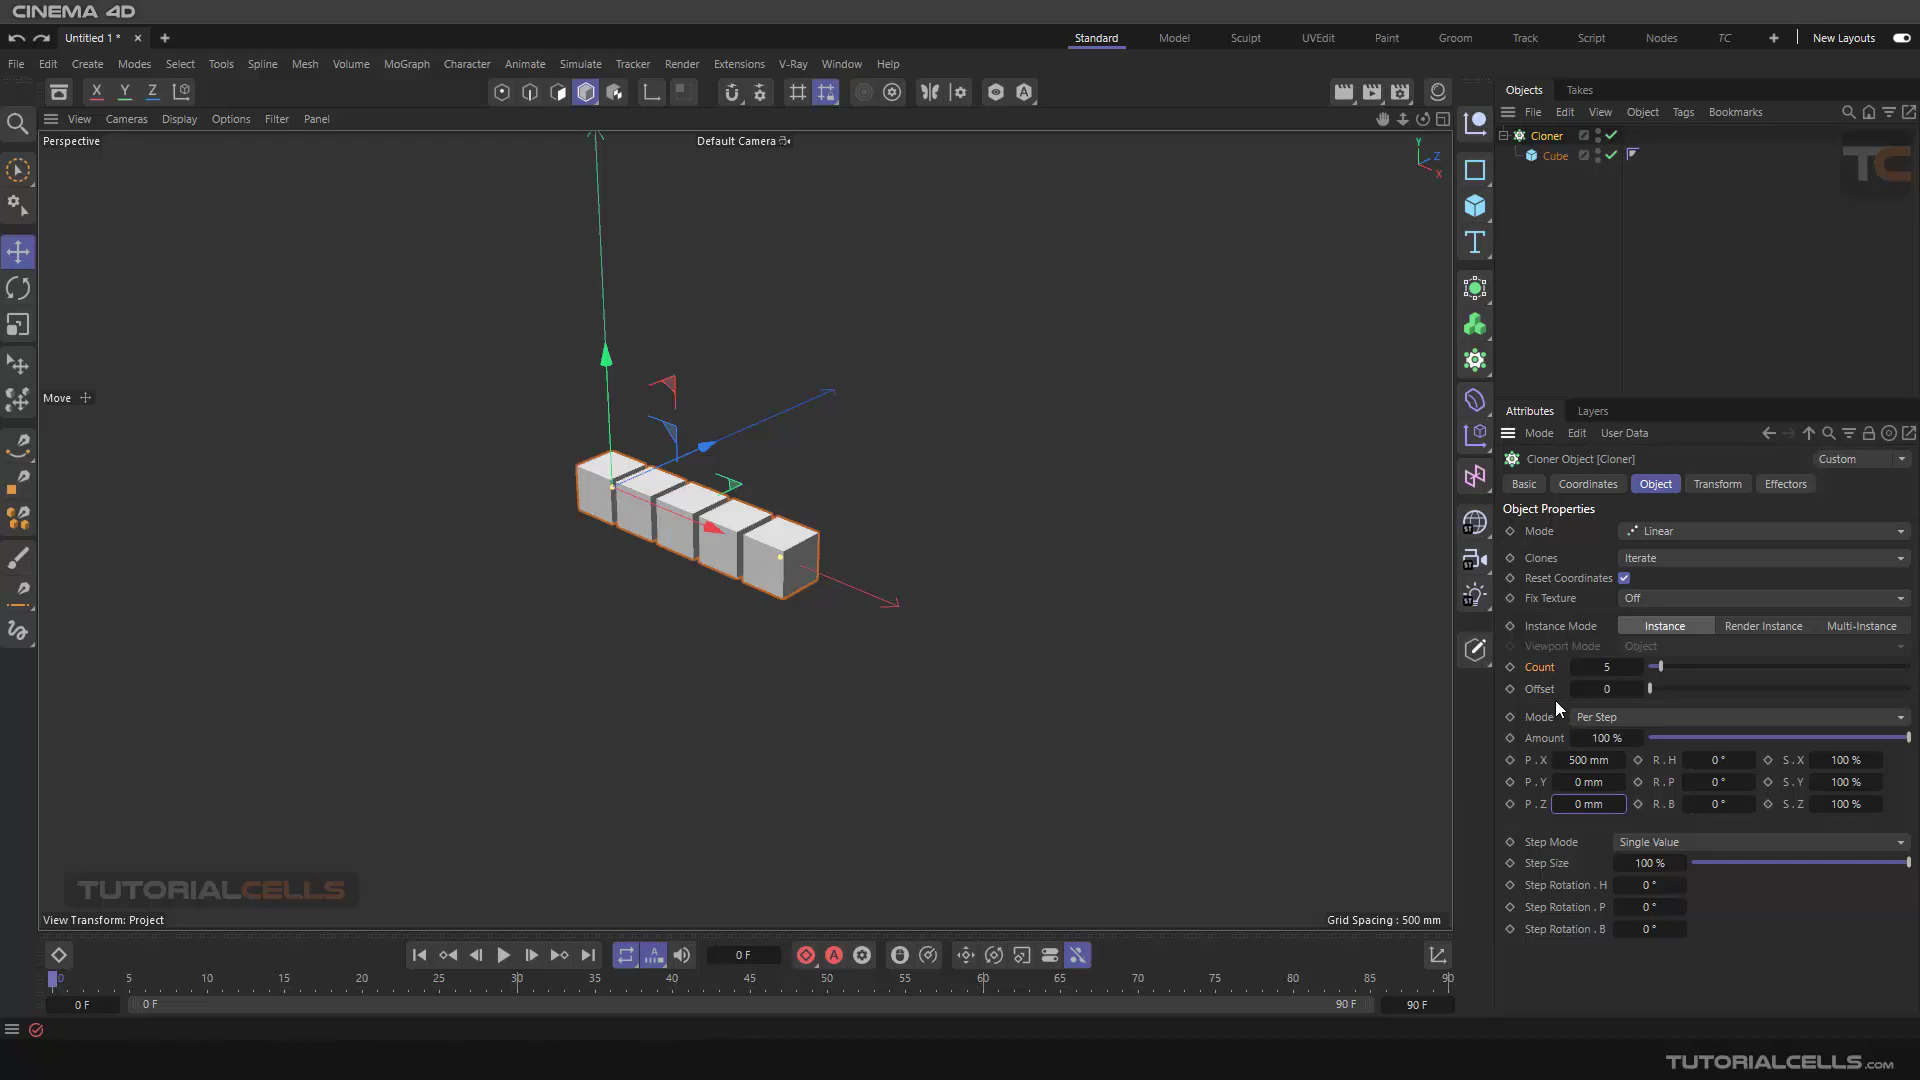 CINEMA 4D
Untitled 1 * × +
Standard Model Sculpt UVEdit Paint Groom Track Script Nodes TC + New Layouts
File Edit Create Modes Select Tools Spline Mesh Volume MoGraph Character Animate Simulate Tracker Render Extensions V-Ray Window Help
X Y Z
Objects Takes
View Cameras Display Options Filter Panel
File Edit View Object Tags Bookmarks
Perspective
Default Camera
Y
Z
X
Cloner
Cube
TC
Move
Attributes Layers
Mode Edit User Data
Cloner Object [Cloner] Custom
Basic Coordinates Object Transform Effectors
Object Properties
Mode Linear
Clones Iterate
Reset Coordinates
Fix Texture Off
Instance Mode Instance Render Instance Multi-Instance
Viewport Mode Object
Count 5
Offset 0
Mode Per Step
Amount 100 %
P . X 500 mm R . H 0 ° S . X 100 %
P . Y 0 mm R . P 0 ° S . Y 100 %
P . Z 0 mm R . B 0 ° S . Z 100 %
Step Mode Single Value
Step Size 100 %
Step Rotation . H 0 °
Step Rotation . P 0 °
Step Rotation . B 0 °
ST
ST
ST
TUTORIALCELLS
View Transform: Project
Grid Spacing : 500 mm
0 F
A
0 5 10 15 20 25 30 35 40 45 50 55 60 65 70 75 80 85 90
0 F 0 F 90 F 90 F
TUTORIALCELLS.COM